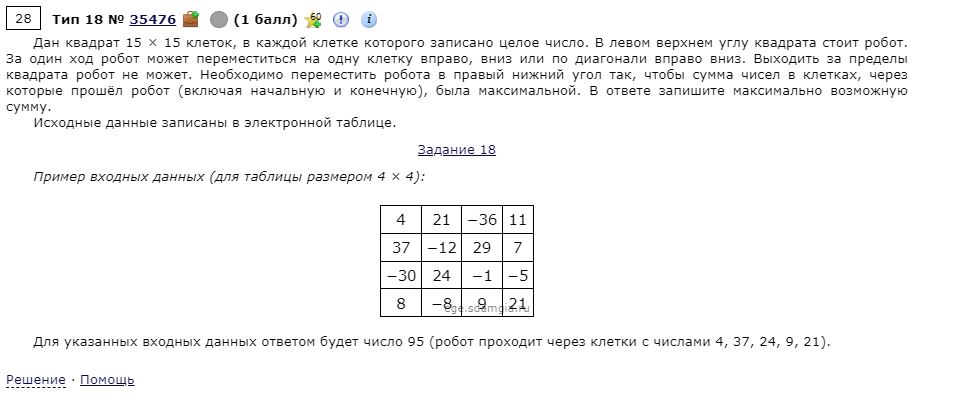 28 Тип 18 № 35476 (1 балл) 60 i
Дан квадрат 15 × 15 клеток, в каждой клетке которого записано целое число. В левом верхнем углу квадрата стоит робот.
За один ход робот может переместиться на одну клетку вправо, вниз или по диагонали вправо вниз. Выходить за пределы
квадрата робот не может. Необходимо переместить робота в правый нижний угол так, чтобы сумма чисел в клетках, через
которые прошёл робот (включая начальную и конечную), была максимальной. В ответе запишите максимально возможную
сумму.
Исходные данные записаны в электронной таблице.
Задание 18
Пример входных данных (для таблицы размером 4 × 4):
4 21 −36 11
37 −12 29 7
−30 24 −1 −5
8 −8 9 21
ege.sdamgia.ru
Для указанных входных данных ответом будет число 95 (робот проходит через клетки с числами 4, 37, 24, 9, 21).
Решение · Помощь